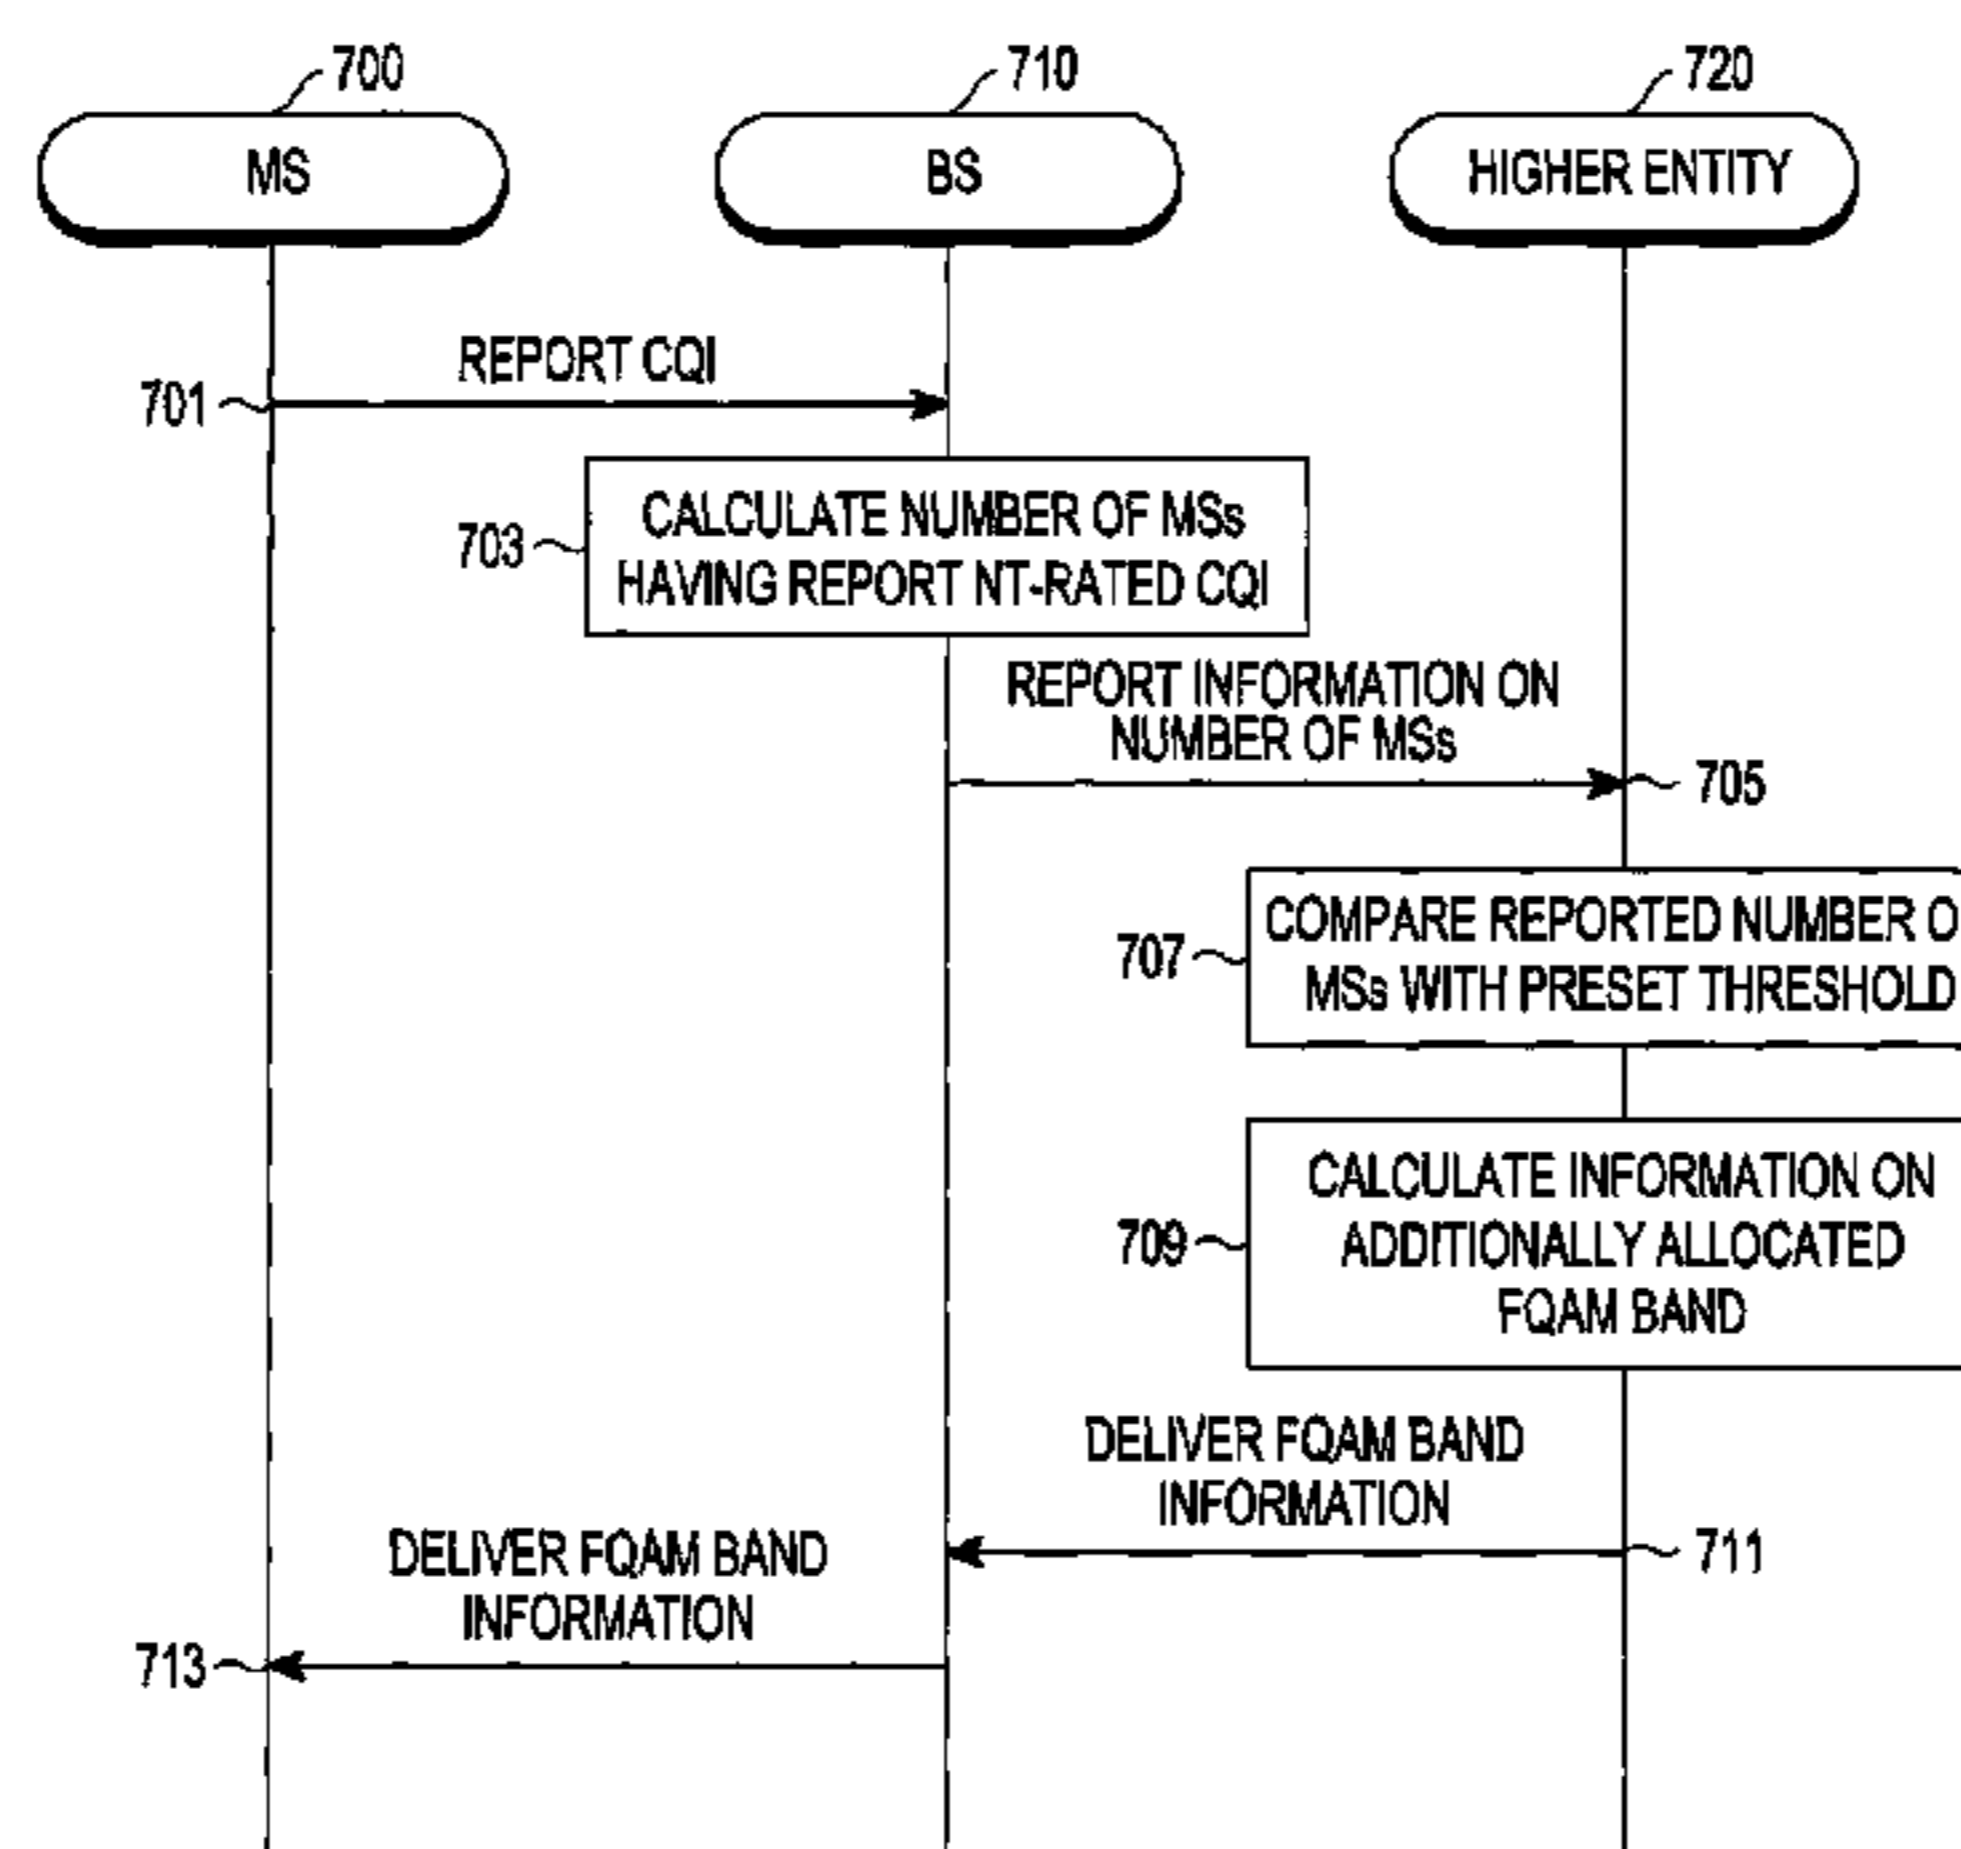 700
710
720
MS
BS
HIGHER ENTITY
REPORT CQI
701
CALCULATE NUMBER OF MSs
HAVING REPORT NT-RATED CQI
703
REPORT INFORMATION ON
NUMBER OF MSs
705
COMPARE REPORTED NUMBER O
MSs WITH PRESET THRESHOLD
707
CALCULATE INFORMATION ON
ADDITIONALLY ALLOCATED
FQAM BAND
709
DELIVER FQAM BAND
INFORMATION
711
DELIVER FQAM BAND
INFORMATION
713